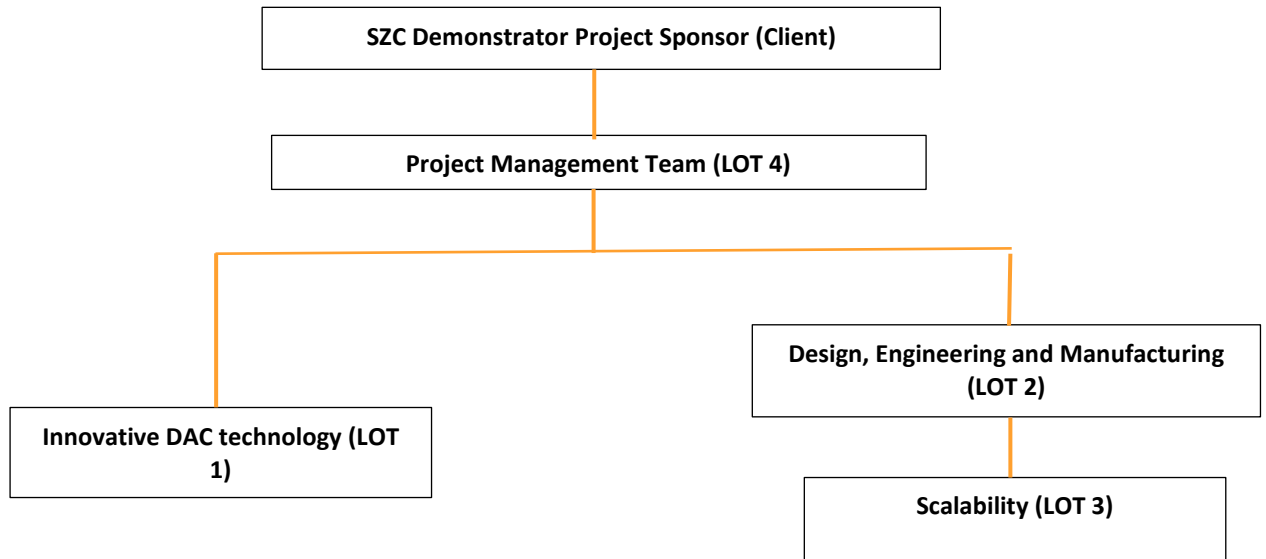 SZC Demonstrator Project Sponsor (Client)
Project Management Team (LOT 4)
Design, Engineering and Manufacturing
(LOT 2)
Innovative DAC technology (LOT
1)
Scalability (LOT 3)